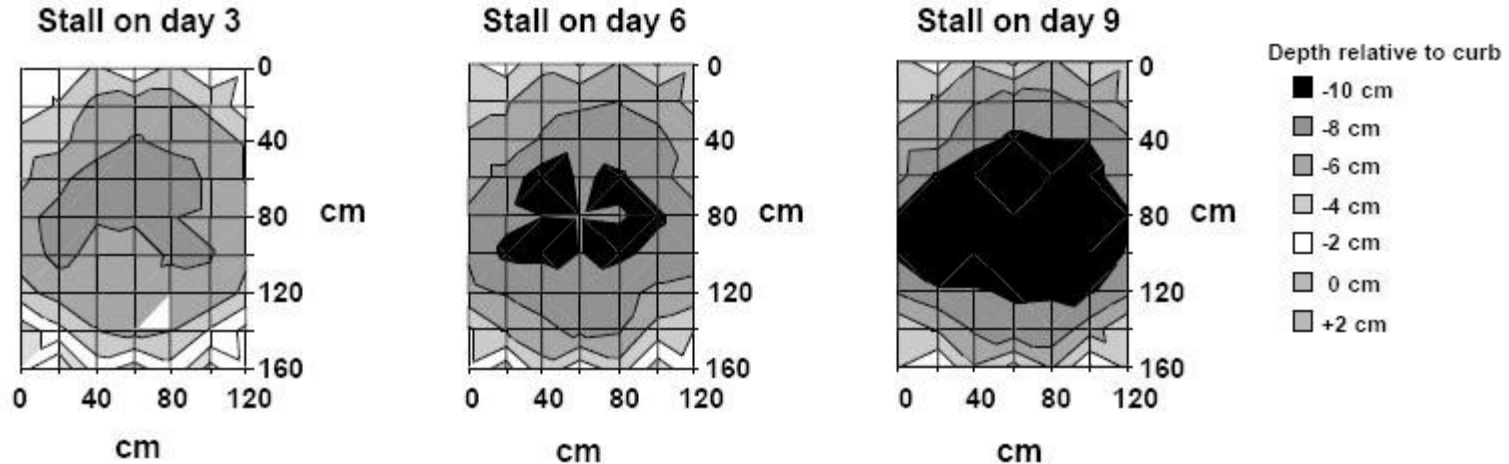 Stall on day 3
Stall on day 6
Stall on day 9
Depth relative to curb
-10 cm
-8 cm
-6 cm
-4 cm
-2 cm
0 cm
+2 cm
0
40
80
120
160
cm
0 40 80 120
cm
0
40
80
120
160
cm
0 40 80 120
cm
0
40
80
120
160
cm
0 40 80 120
cm